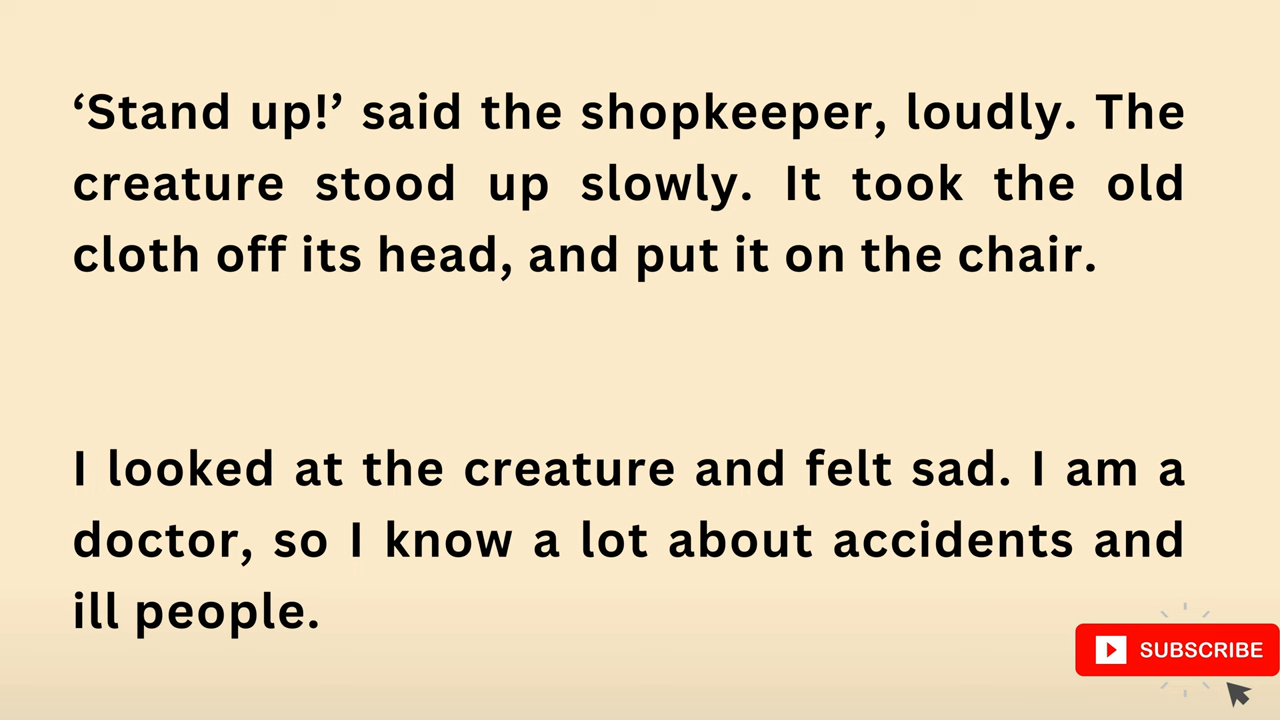 ‘Stand up!’ said the shopkeeper, loudly. The
creature stood up slowly. It took the old
cloth off its head, and put it on the chair.
I looked at the creature and felt sad. I am a
doctor, so I know a lot about accidents and
ill people.
SUBSCRIBE